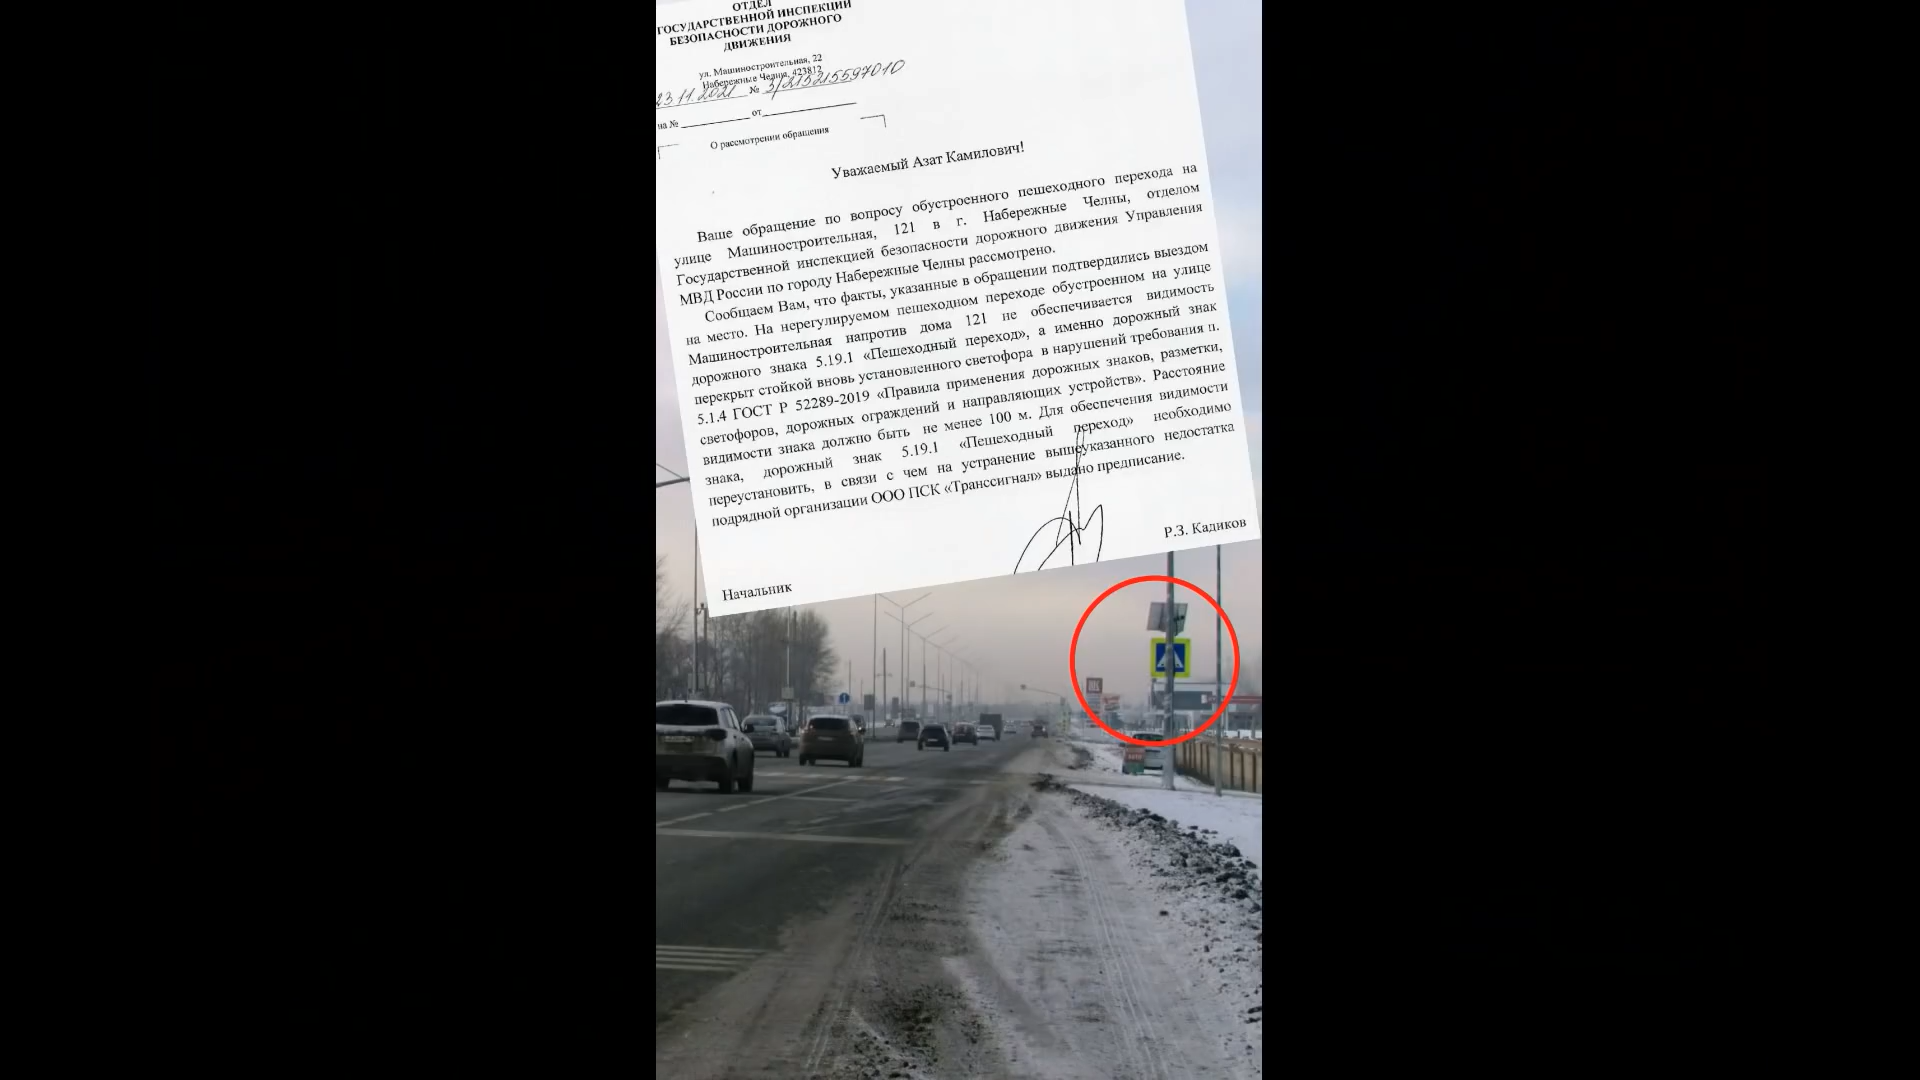 ОТДЕЛ
ГОСУДАРСТВЕННОЙ ИНСПЕКЦИИ
БЕЗОПАСНОСТИ ДОРОЖНОГО
ДВИЖЕНИЯ
ул. Машиностроительная, 22
Набережные Челны, 423812
23.11.2021 № 3/215215597010
на № от
О рассмотрении обращения
Уважаемый Азат Камилович!
Ваше обращение по вопросу обустроенного пешеходного перехода на
улице Машиностроительная, 121 в г. Набережные Челны, отделом
Государственной инспекцией безопасности дорожного движения Управления
МВД России по городу Набережные Челны рассмотрено.
Сообщаем Вам, что факты, указанные в обращении подтвердились выездом
на место. На нерегулируемом пешеходном переходе обустроенном на улице
Машиностроительная напротив дома 121 не обеспечивается видимость
дорожного знака 5.19.1 «Пешеходный переход», а именно дорожный знак
перекрыт стойкой вновь установленного светофора в нарушений требования п.
5.1.4 ГОСТ Р 52289-2019 «Правила применения дорожных знаков, разметки,
светофоров, дорожных ограждений и направляющих устройств». Расстояние
видимости знака должно быть не менее 100 м. Для обеспечения видимости
знака, дорожный знак 5.19.1 «Пешеходный переход» необходимо
переустановить, в связи с чем на устранение вышеуказанного недостатка
подрядной организации ООО ПСК «Транссигнал» выдано предписание.
Р.З. Кадиков
Начальник